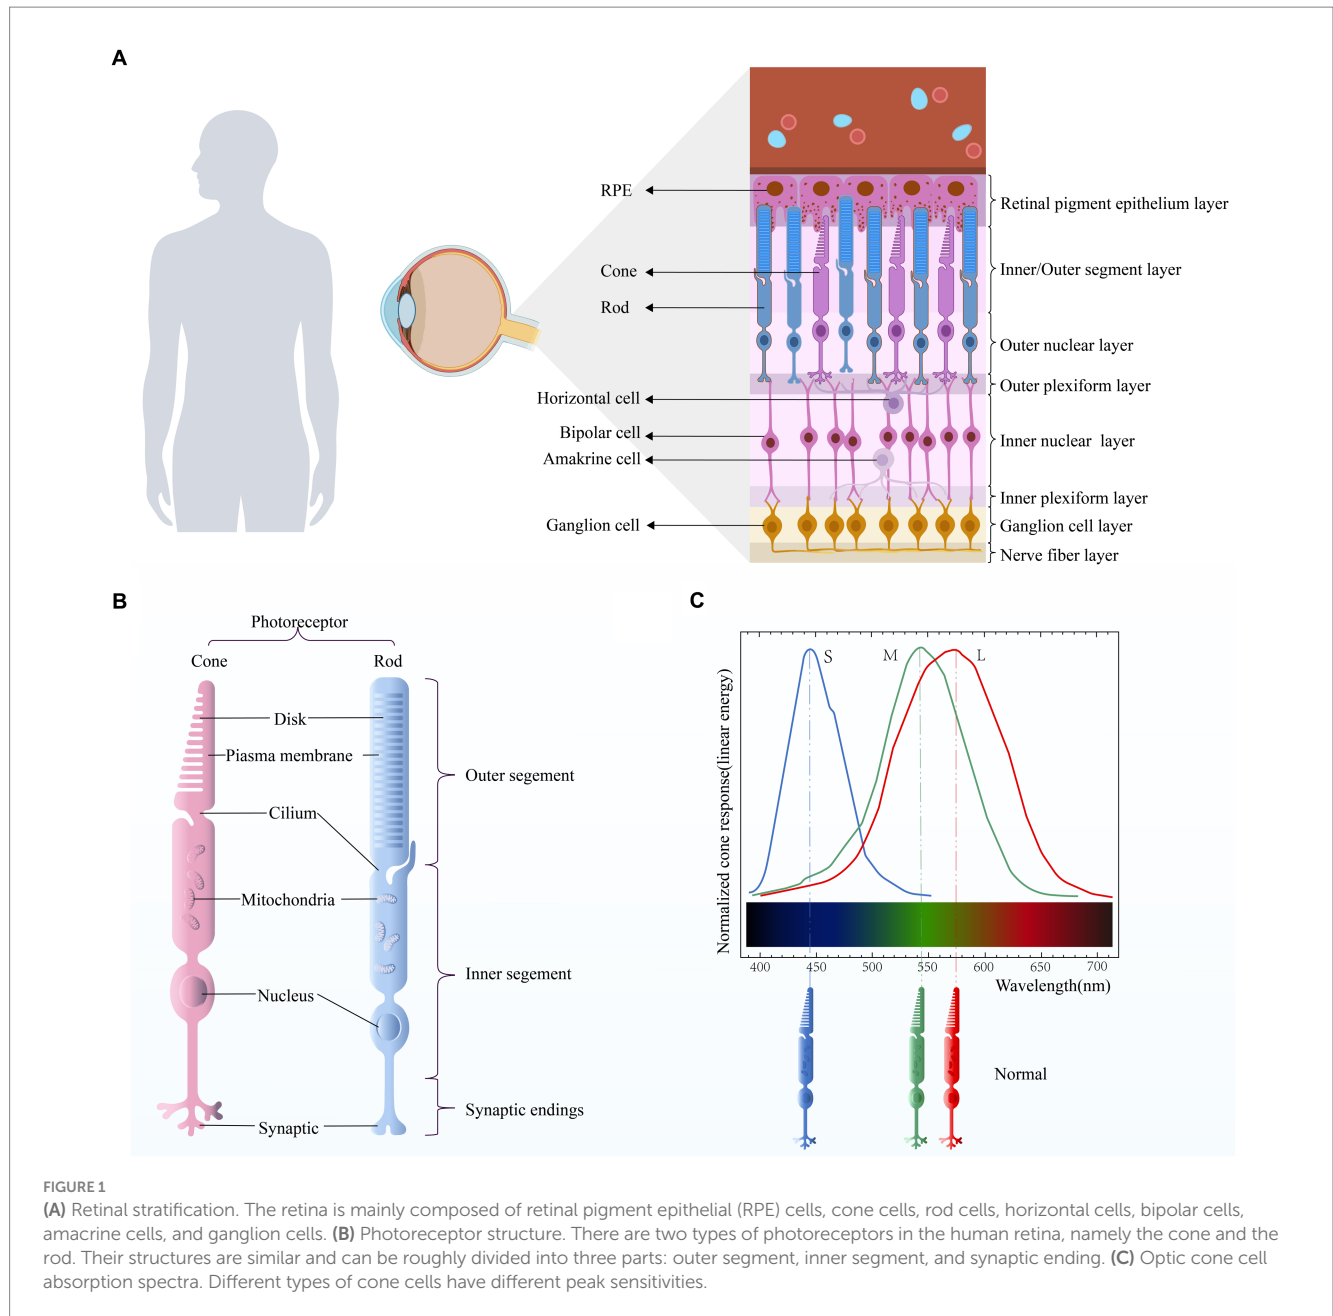 A
RPE
Cone
Rod
Horizontal cell
Bipolar cell
Amakrine cell
Ganglion cell
Retinal pigment epithelium layer
Inner/Outer segment layer
Outer nuclear layer
Outer plexiform layer
Inner nuclear layer
Inner plexiform layer
Ganglion cell layer
Nerve fiber layer
B
Photoreceptor
Cone
Rod
Disk
Piasma membrane
Cilium
Mitochondria
Nucleus
Synaptic
Outer segement
Inner segement
Synaptic endings
C
Normalized cone response(linear energy)
S
M
L
400 450 500 550 600 650 700
Wavelength(nm)
Normal
FIGURE 1
(A) Retinal stratification. The retina is mainly composed of retinal pigment epithelial (RPE) cells, cone cells, rod cells, horizontal cells, bipolar cells,
amacrine cells, and ganglion cells. (B) Photoreceptor structure. There are two types of photoreceptors in the human retina, namely the cone and the
rod. Their structures are similar and can be roughly divided into three parts: outer segment, inner segment, and synaptic ending. (C) Optic cone cell
absorption spectra. Different types of cone cells have different peak sensitivities.